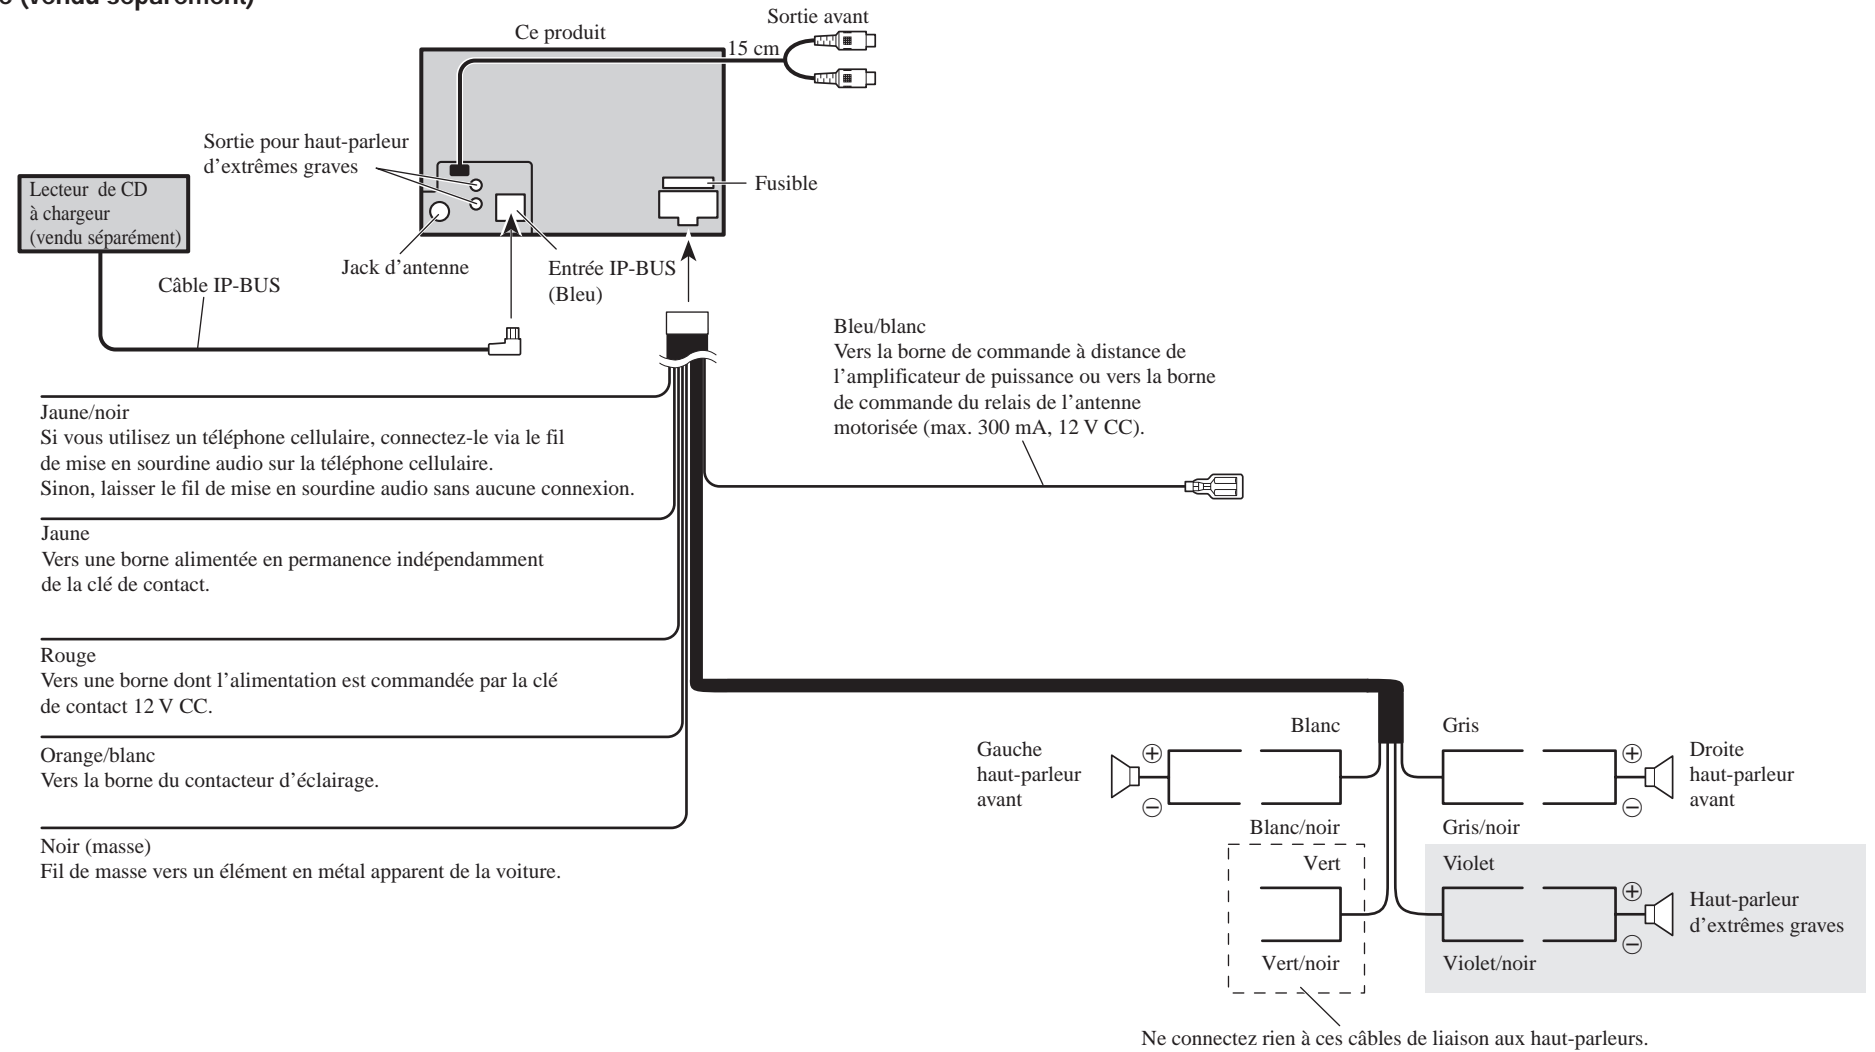 (vendu séparément)
Sortie avant
Ce produit
15 cm
Sortie pour haut-parleur
d’extrêmes graves
Lecteur de CD
à chargeur
(vendu séparément)
Fusible
Jack d’antenne
Entrée IP-BUS
(Bleu)
Câble IP-BUS
Bleu/blanc
Vers la borne de commande à distance de
l’amplificateur de puissance ou vers la borne
de commande du relais de l’antenne
motorisée (max. 300 mA, 12 V CC).
Jaune/noir
Si vous utilisez un téléphone cellulaire, connectez-le via le fil
de mise en sourdine audio sur la téléphone cellulaire.
Sinon, laisser le fil de mise en sourdine audio sans aucune connexion.
Jaune
Vers une borne alimentée en permanence indépendamment
de la clé de contact.
Rouge
Vers une borne dont l’alimentation est commandée par la clé
de contact 12 V CC.
Orange/blanc
Vers la borne du contacteur d’éclairage.
Noir (masse)
Fil de masse vers un élément en métal apparent de la voiture.
Blanc
Gris
Gauche
haut-parleur
avant
+
−
+
−
Droite
haut-parleur
avant
Blanc/noir
Gris/noir
Vert
Violet
+
−
Haut-parleur
d’extrêmes graves
Vert/noir
Violet/noir
Ne connectez rien à ces câbles de liaison aux haut-parleurs.